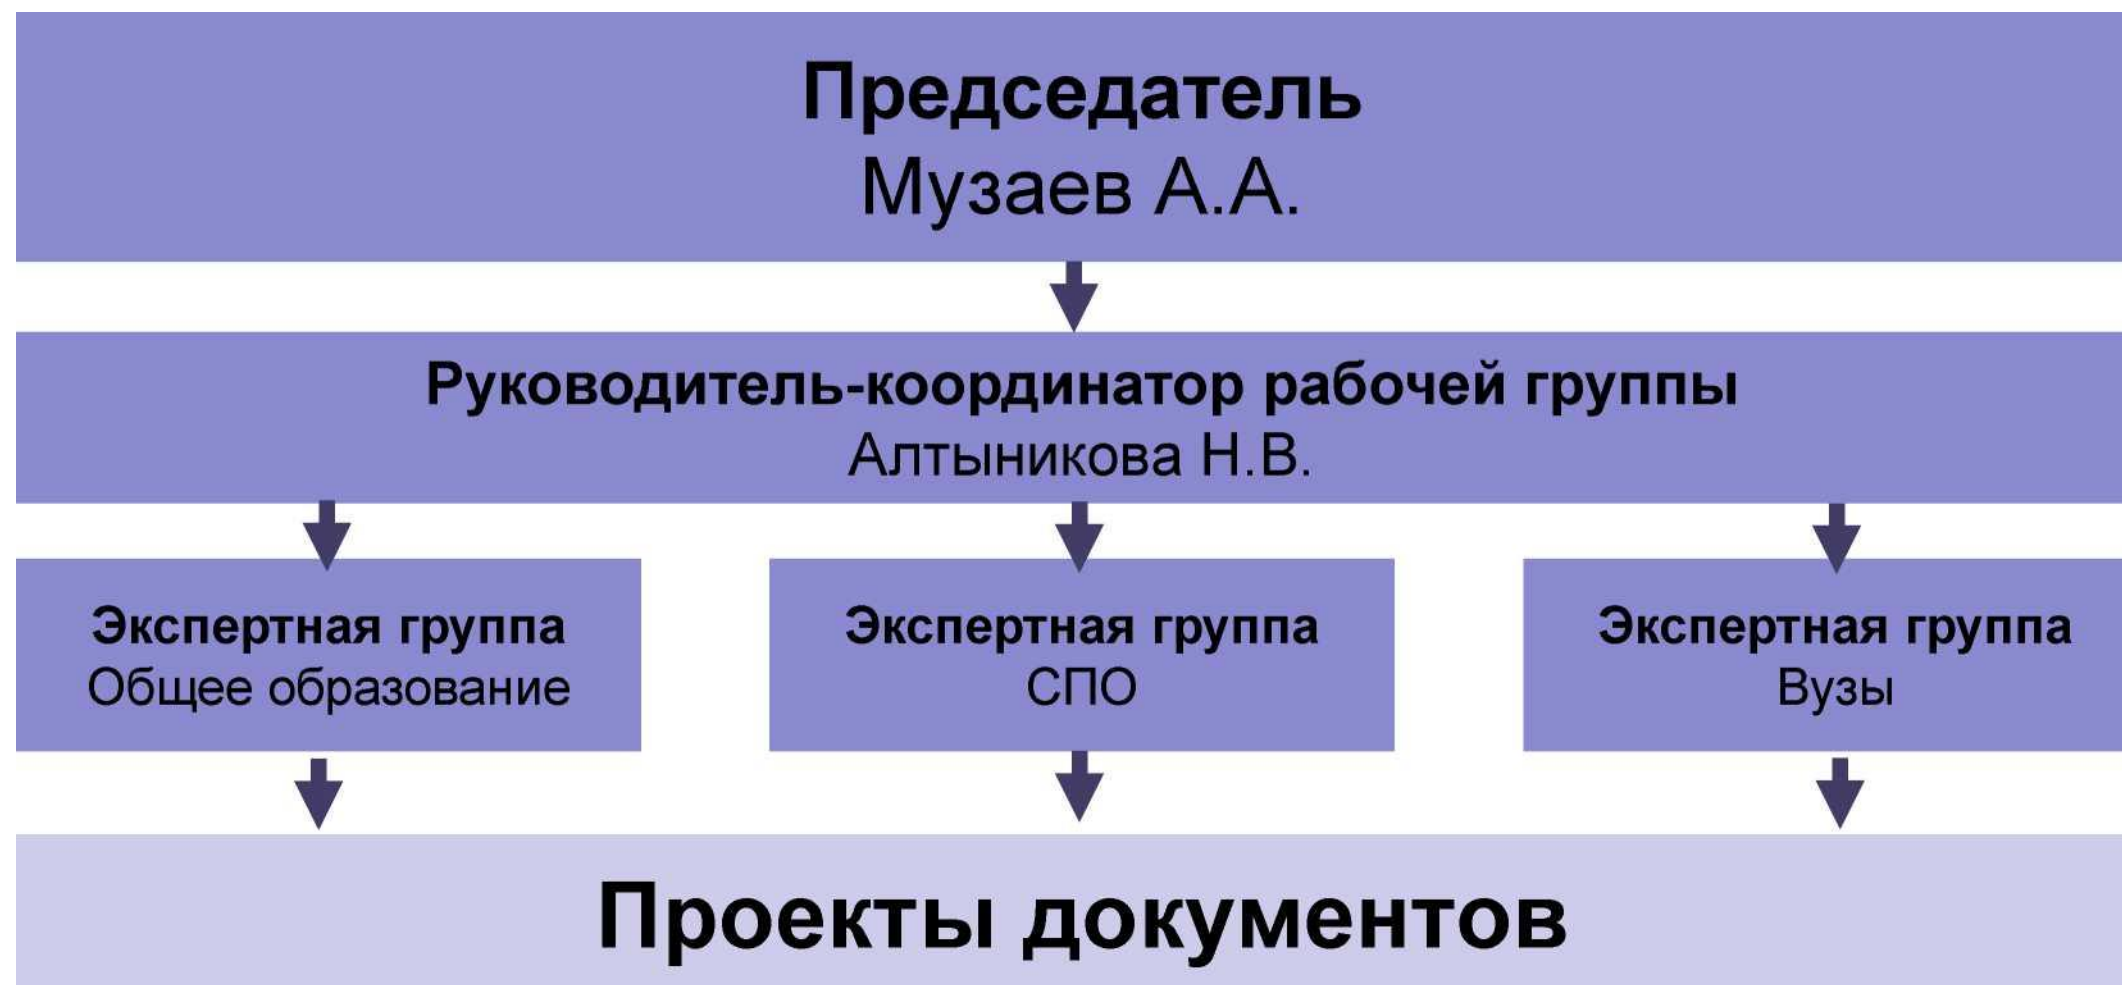 Председатель
Музаев А.А.
Руководитель-координатор рабочей группы
Алтыникова Н.В.
Экспертная группа
Общее образование
Экспертная группа
СПО
Экспертная группа
Вузы
Проекты документов